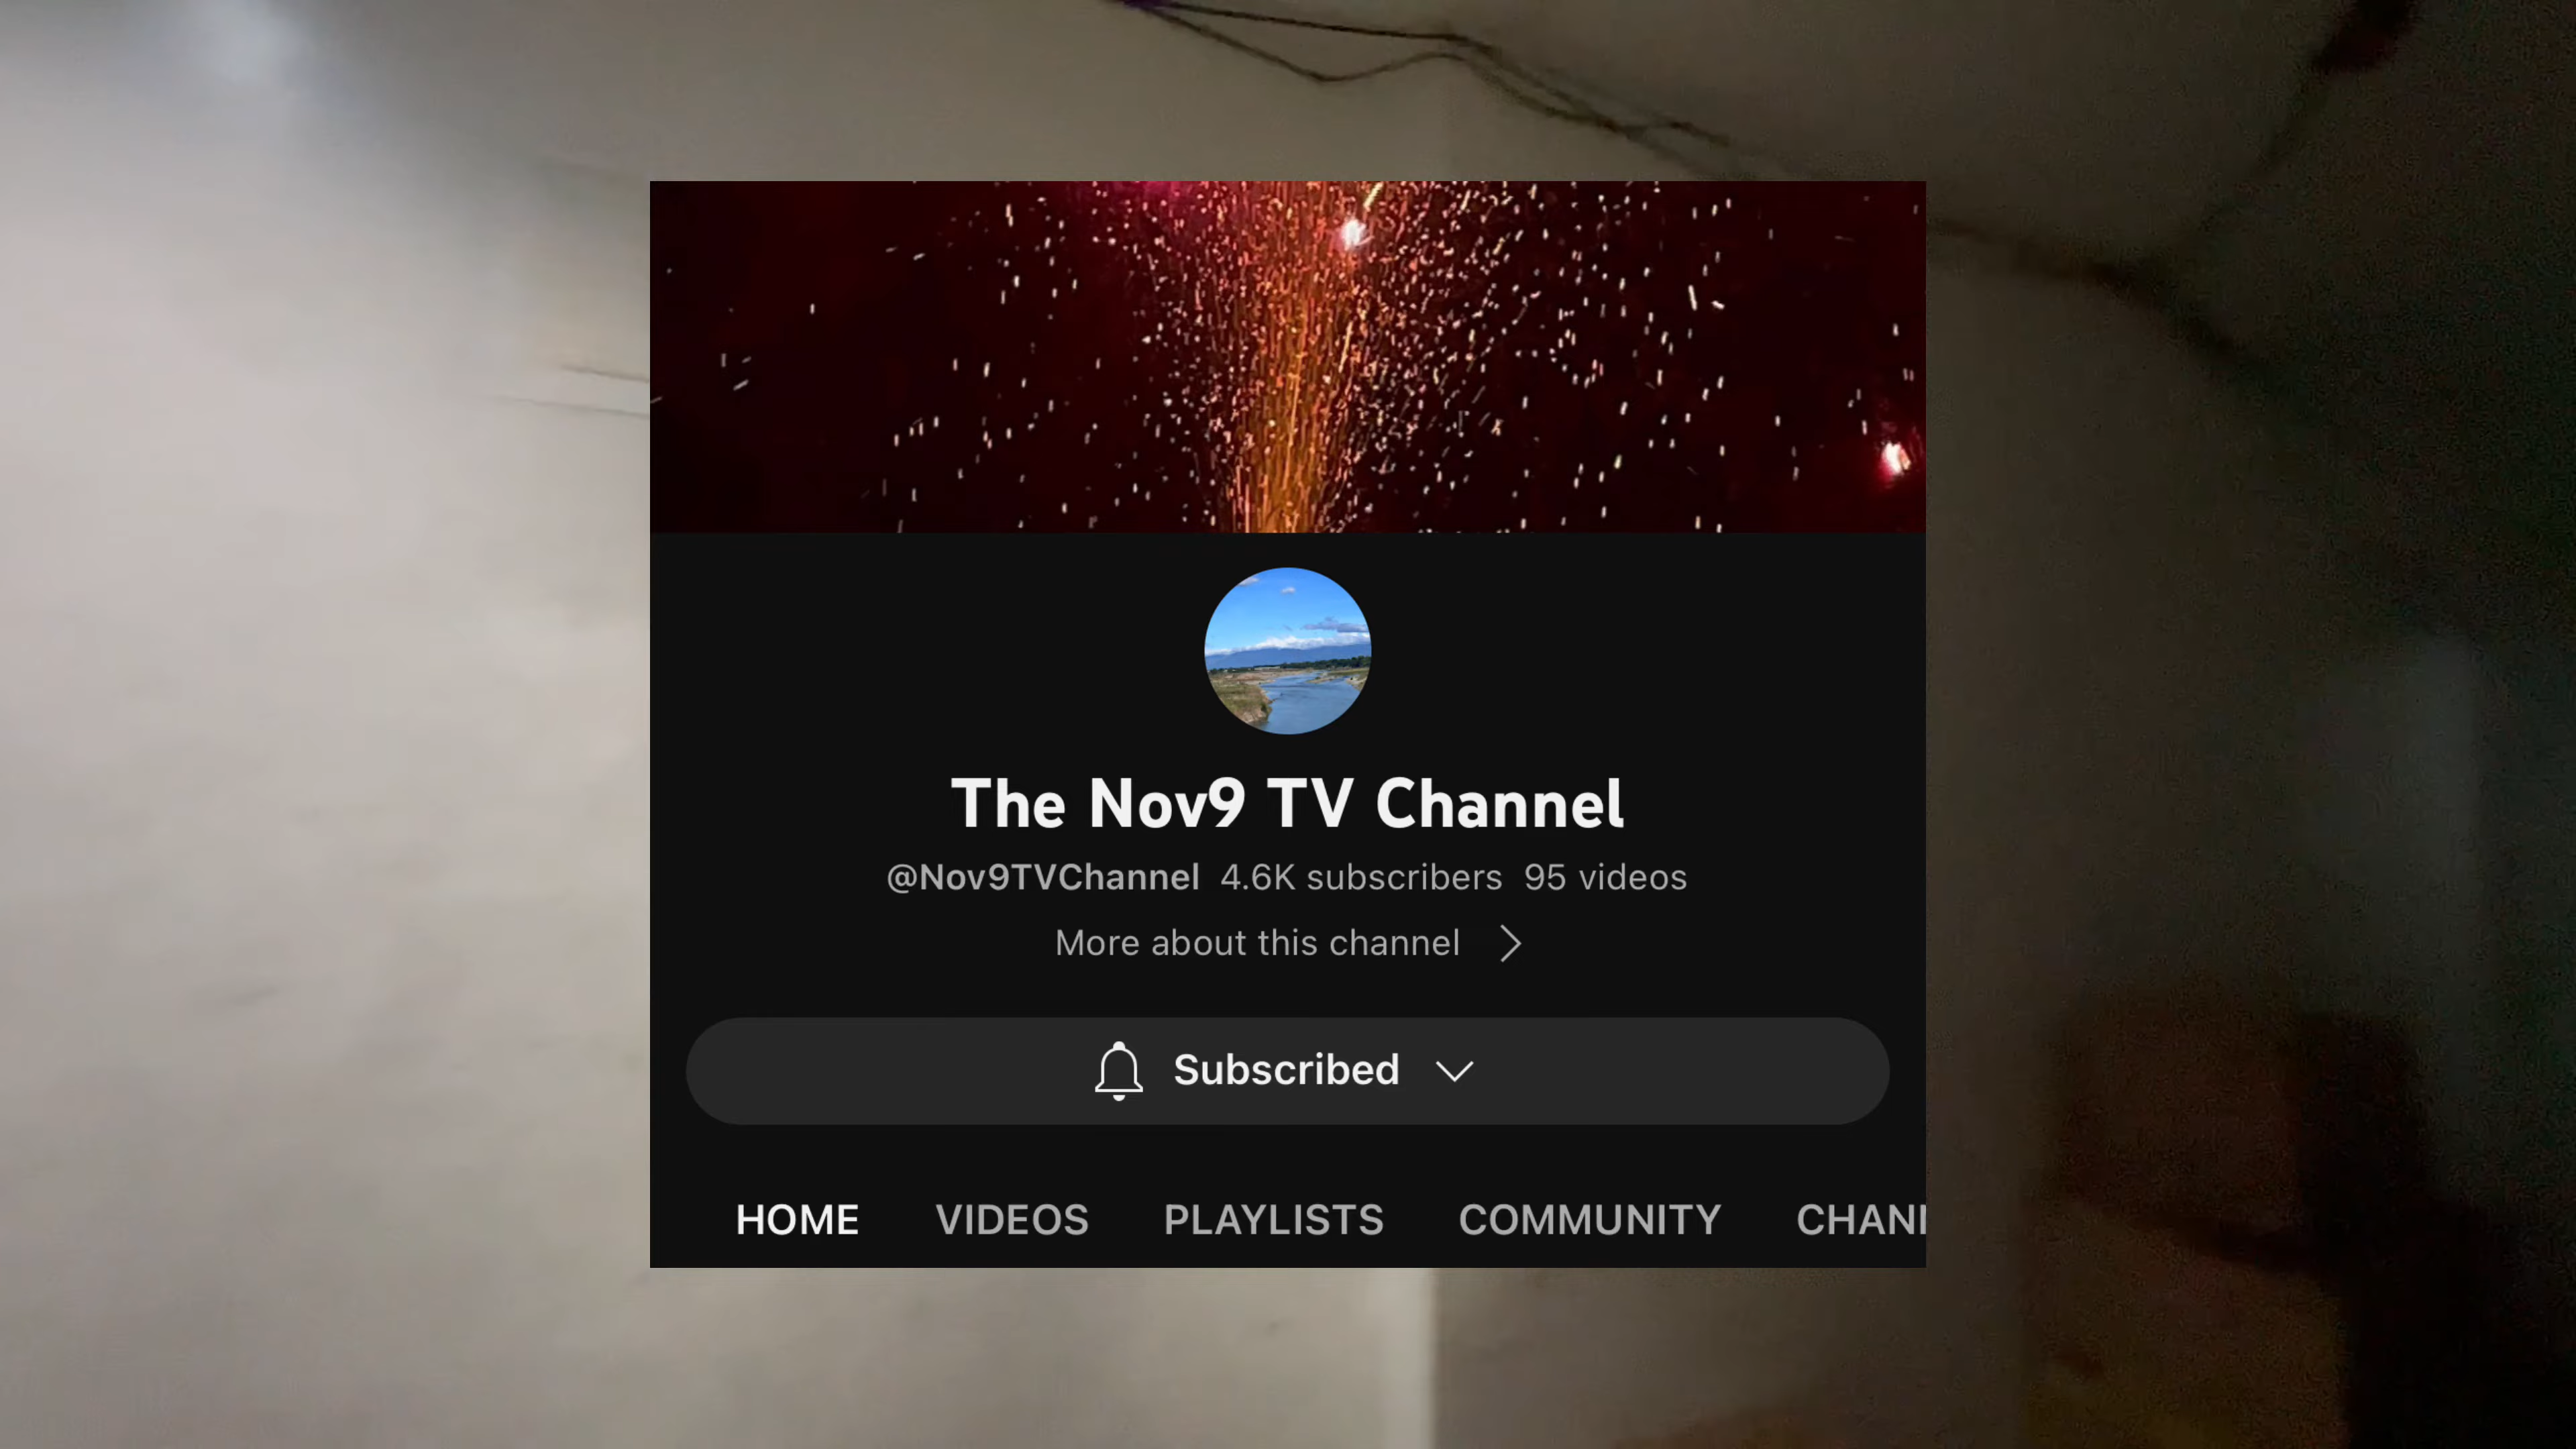 The Nov9 TV Channel
@Nov9TVChannel 4.6K subscribers 95 videos
More about this channel
Subscribed
HOME VIDEOS PLAYLISTS COMMUNITY CHAN